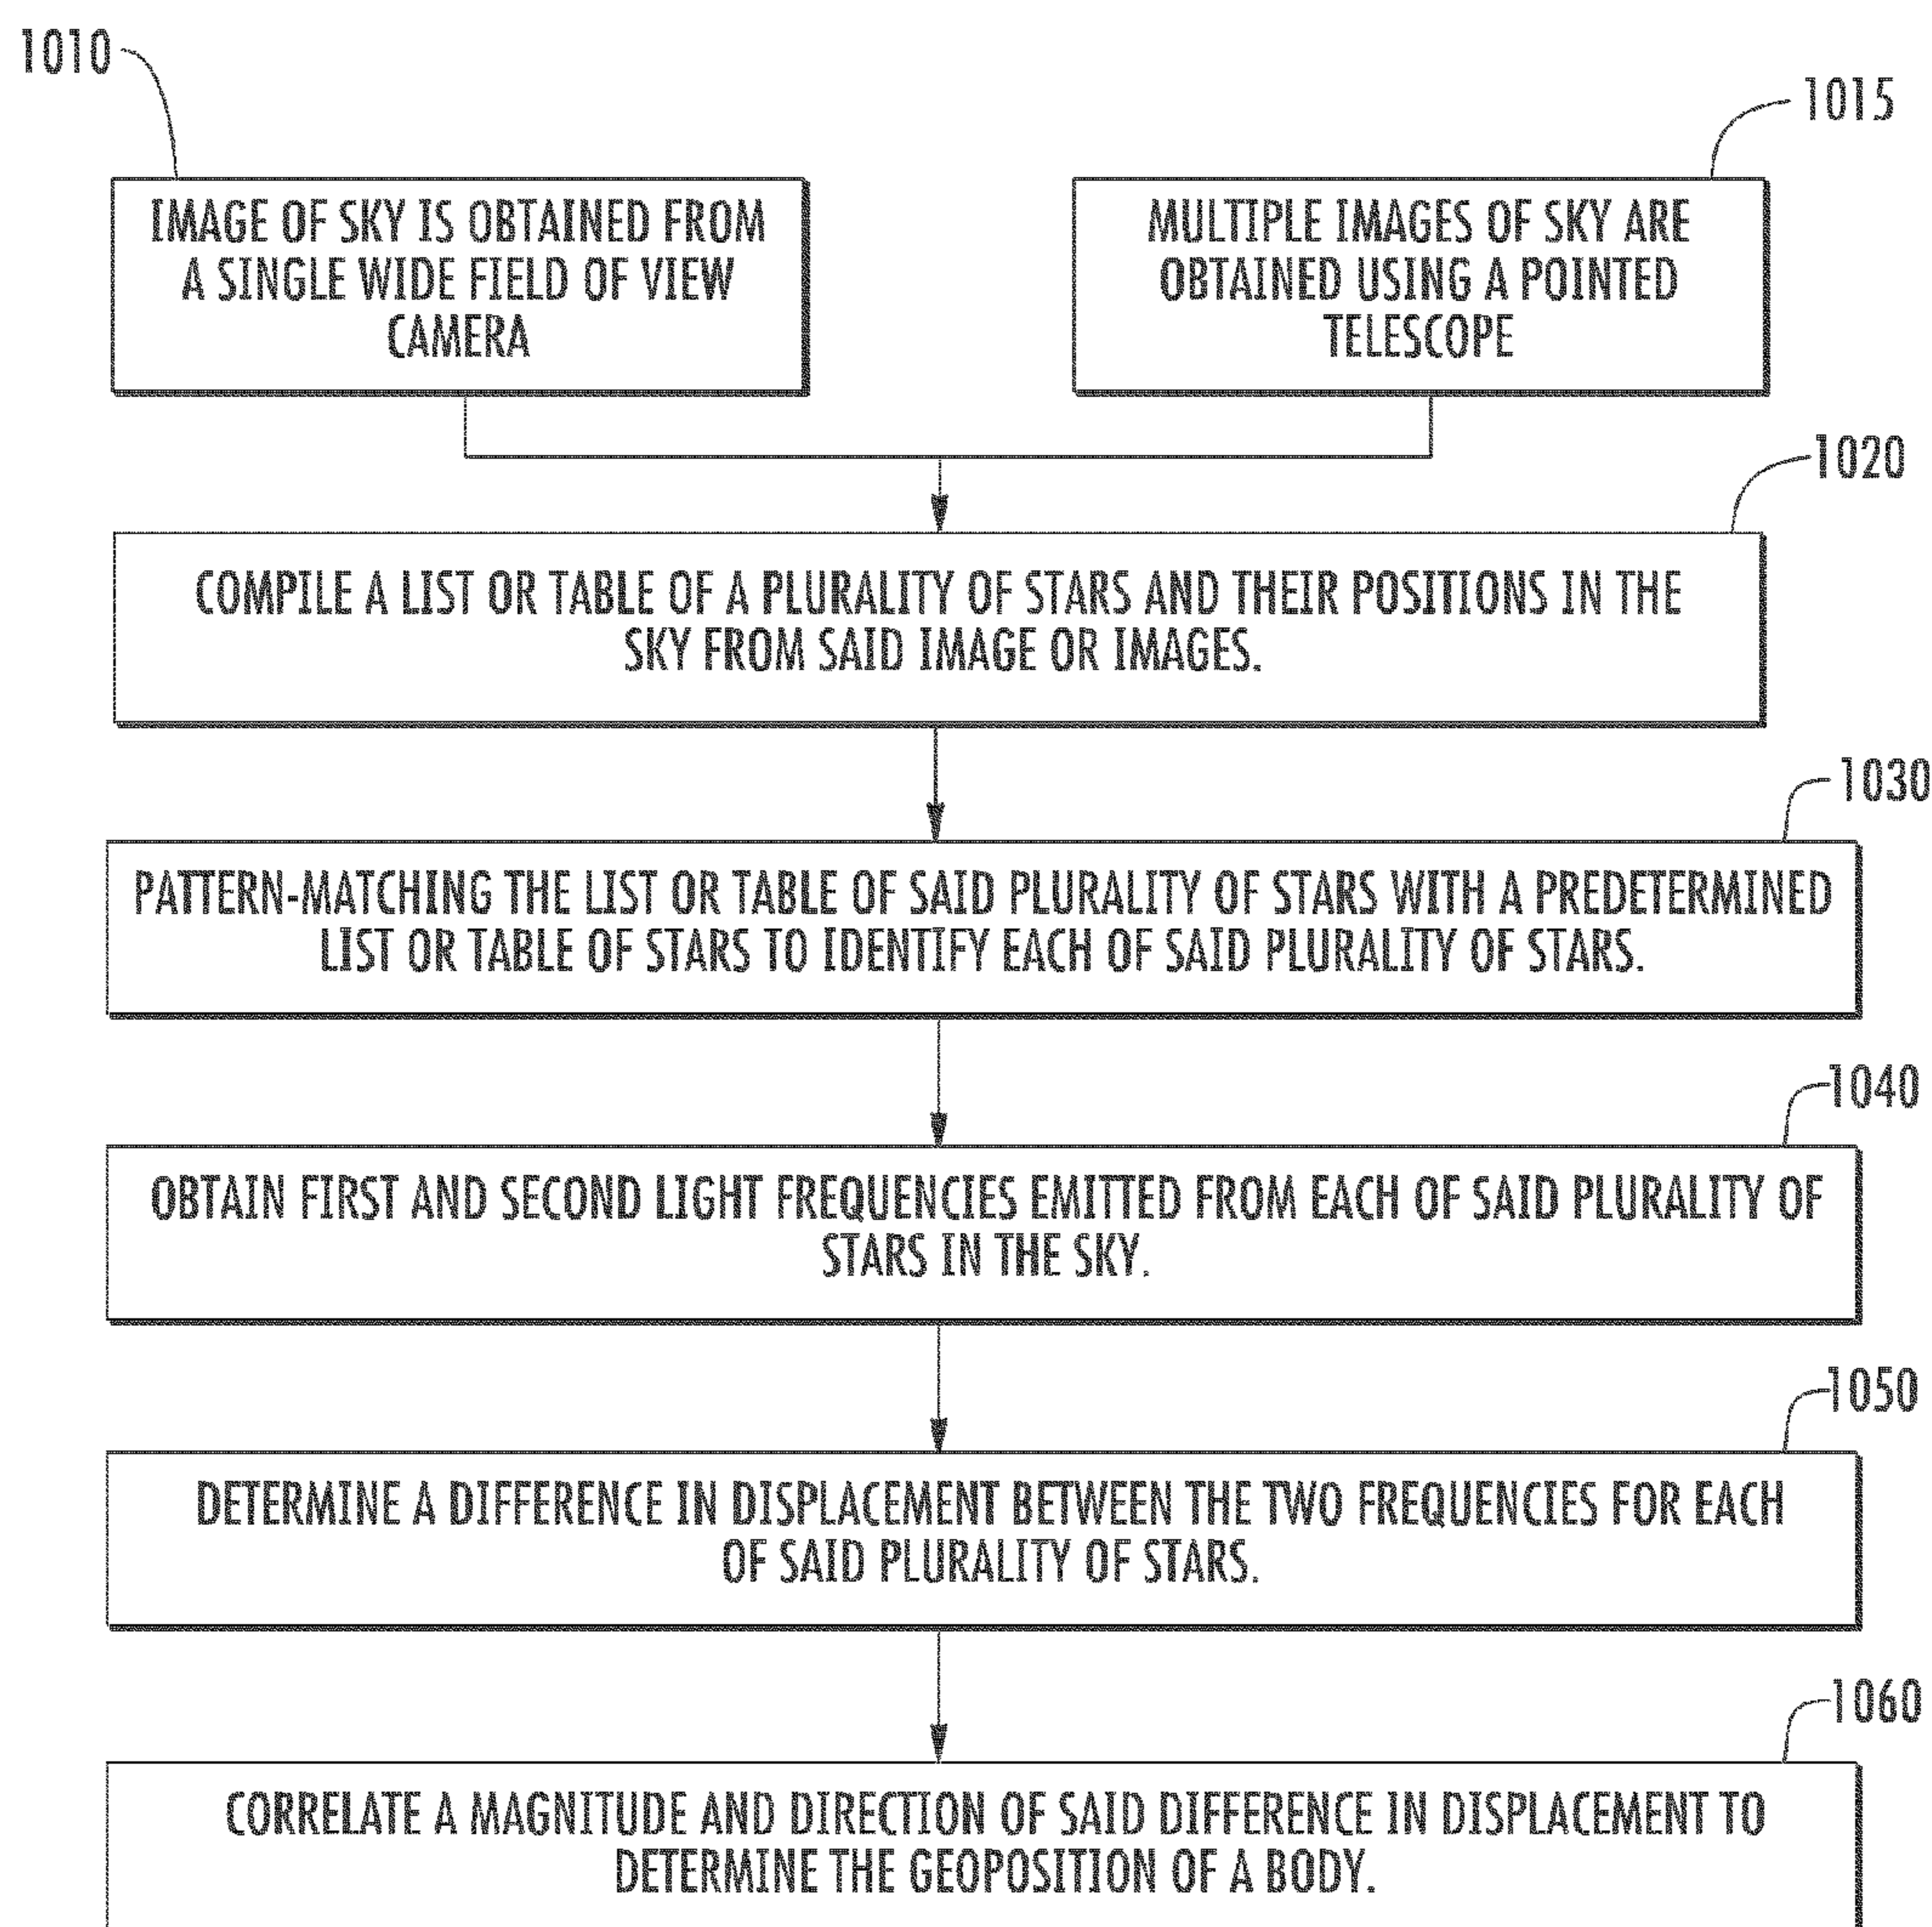 1010
1015
IMAGE OF SKY IS OBTAINED FROM
A SINGLE WIDE FIELD OF VIEW
CAMERA
MULTIPLE IMAGES OF SKY ARE
OBTAINED USING A POINTED
TELESCOPE
1020
COMPILE A LIST OR TABLE OF A PLURALITY OF STARS AND THEIR POSITIONS IN THE
SKY FROM SAID IMAGE OR IMAGES.
1030
PATTERN-MATCHING THE LIST OR TABLE OF SAID PLURALITY OF STARS WITH A PREDETERMINED
LIST OR TABLE OF STARS TO IDENTIFY EACH OF SAID PLURALITY OF STARS.
1040
OBTAIN FIRST AND SECOND LIGHT FREQUENCIES EMITTED FROM EACH OF SAID PLURALITY OF
STARS IN THE SKY.
1050
DETERMINE A DIFFERENCE IN DISPLACEMENT BETWEEN THE TWO FREQUENCIES FOR EACH
OF SAID PLURALITY OF STARS.
1060
CORRELATE A MAGNITUDE AND DIRECTION OF SAID DIFFERENCE IN DISPLACEMENT TO
DETERMINE THE GEOPOSITION OF A BODY.